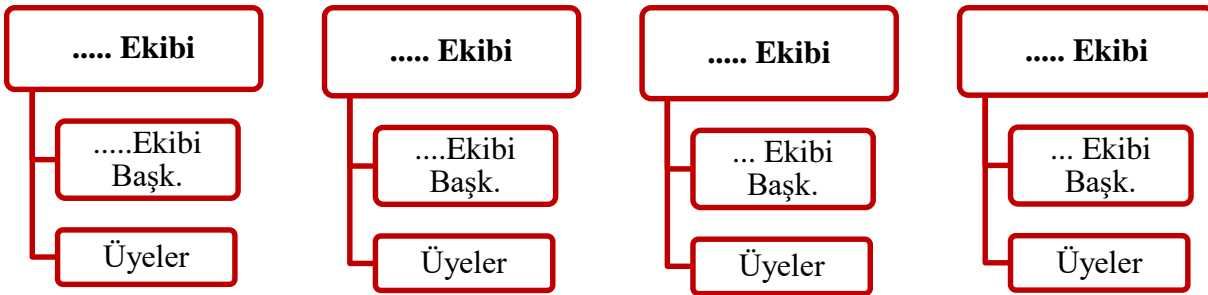 ..... Ekibi
.....Ekibi
Başk.
Üyeler
..... Ekibi
....Ekibi
Başk.
Üyeler
..... Ekibi
... Ekibi
Başk.
Üyeler
..... Ekibi
... Ekibi
Başk.
Üyeler